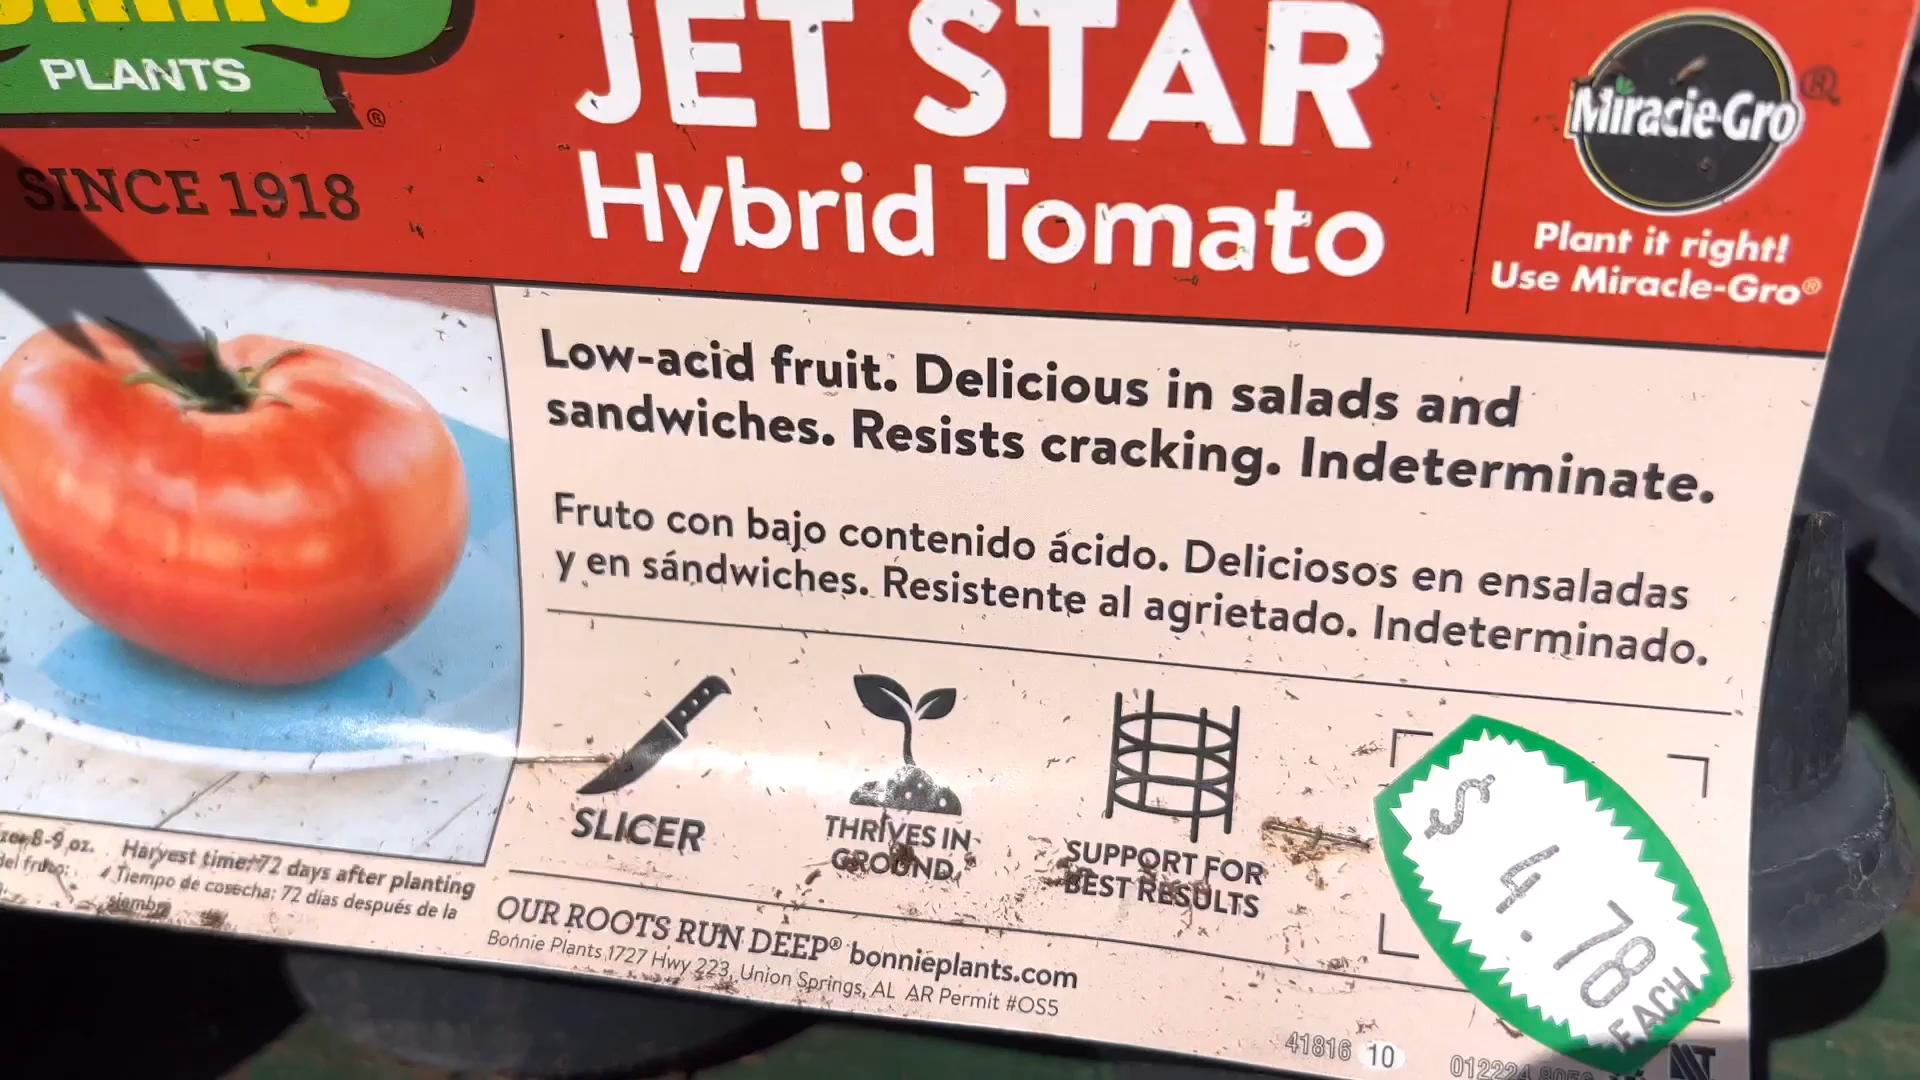 PLANTS
®
SINCE 1918
JET STAR
Hybrid Tomato
Miracle-Gro®
Plant it right!
Use Miracle-Gro®
Low-acid fruit. Delicious in salads and
sandwiches. Resists cracking. Indeterminate.
Fruto con bajo contenido ácido. Deliciosos en ensaladas
y en sándwiches. Resistente al agrietado. Indeterminado.
SLICER
THRIVES IN
GROUND
SUPPORT FOR
BEST RESULTS
$ 4.78
EACH
8-9 oz.
del fruto:
Harvest time: 72 days after planting
Tiempo de cosecha: 72 días después de la
siembra
OUR ROOTS RUN DEEP® bonnieplants.com
Bonnie Plants 1727 Hwy 223, Union Springs, AL AR Permit #OS5
41816 10
012224